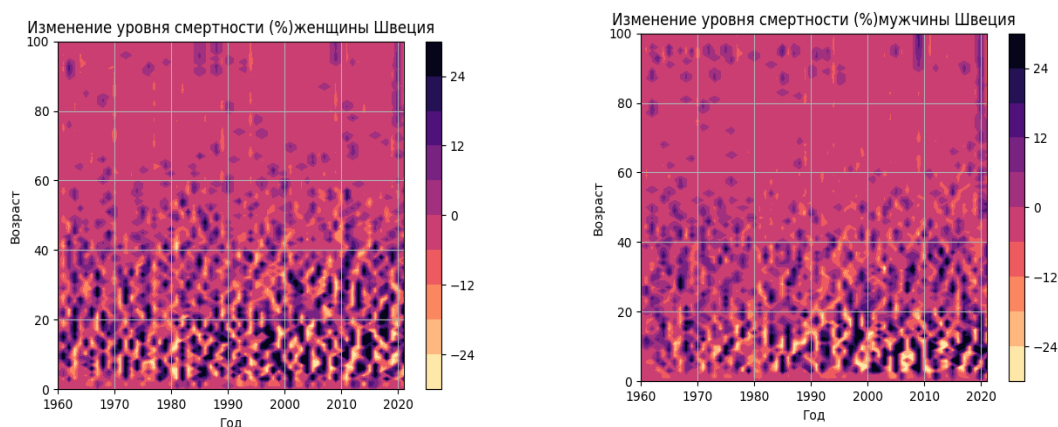 Изменение уровня смертности (%)женщины Швеция
100
80
60
40
20
0
Возраст
1960 1970 1980 1990 2000 2010 2020
Год
24
12
0
−12
−24
Изменение уровня смертности (%)мужчины Швеция
100
80
60
40
20
0
Возраст
1960 1970 1980 1990 2000 2010 2020
Год
24
12
0
−12
−24